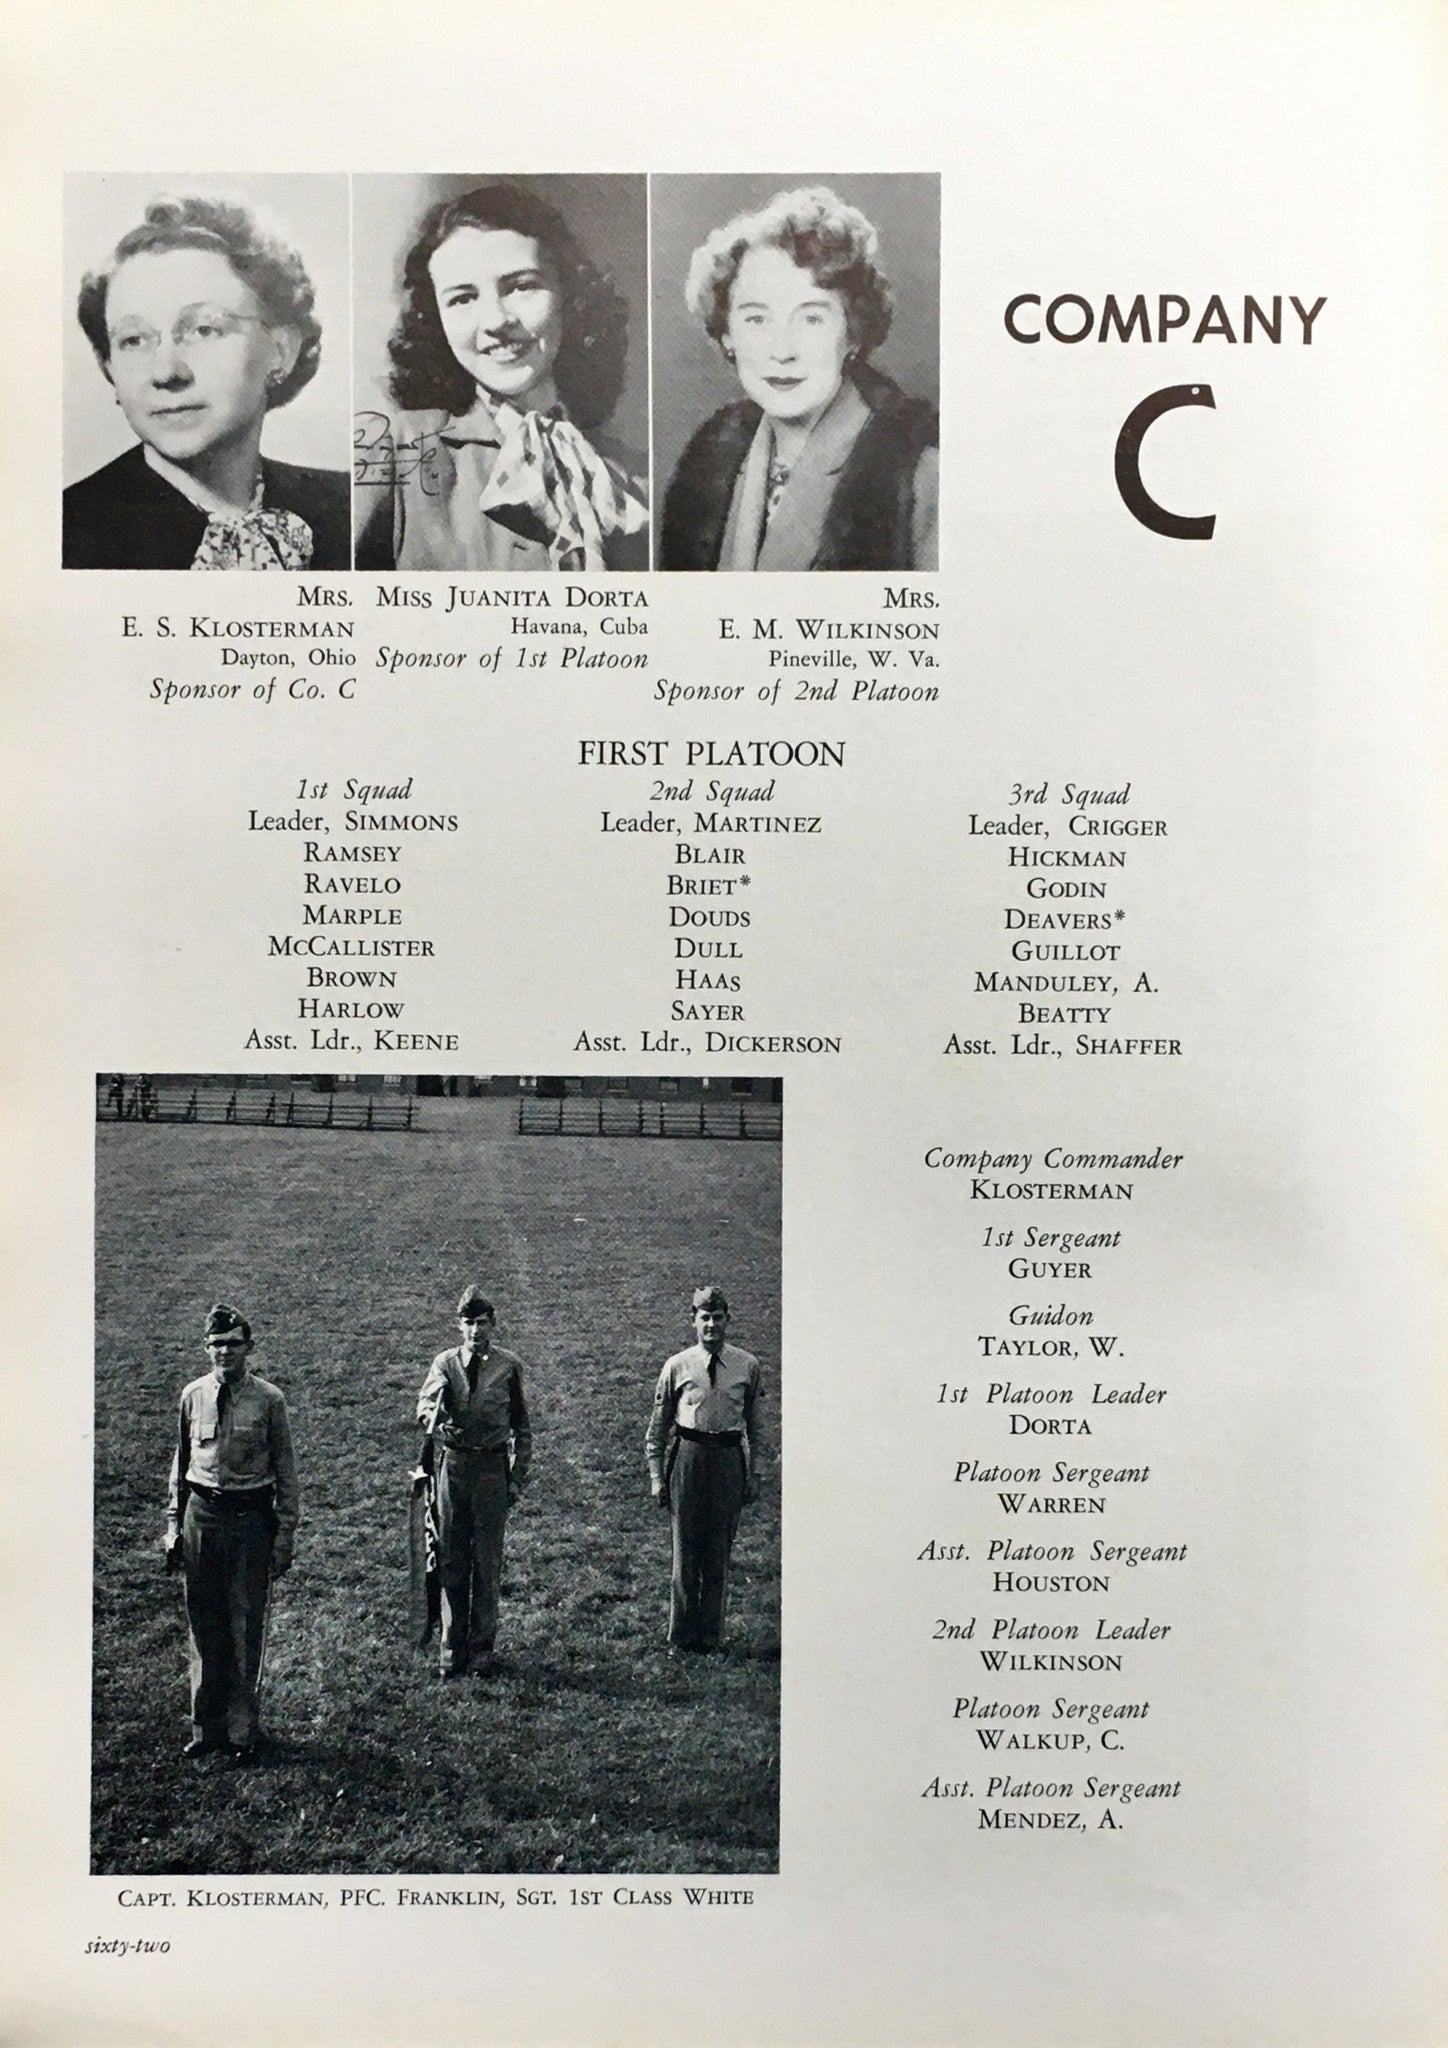 COMPANY
C
MRS.
E. S. KLOSTERMAN
Dayton, Ohio
Sponsor of Co. C
MISS JUANITA DORTA
Havana, Cuba
Sponsor of 1st Platoon
MRS.
E. M. WILKINSON
Pineville, W. Va.
Sponsor of 2nd Platoon
FIRST PLATOON
1st Squad
Leader, SIMMONS
RAMSEY
RAVELO
MARPLE
MCCALLISTER
BROWN
HARLOW
Asst. Ldr., KEENE
2nd Squad
Leader, MARTINEZ
BLAIR
BRIET*
DOUDS
DULL
HAAS
SAYER
Asst. Ldr., DICKERSON
3rd Squad
Leader, CRIGGER
HICKMAN
GODIN
DEAVERS*
GUILLOT
MANDULEY, A.
BEATTY
Asst. Ldr., SHAFFER
Company Commander
KLOSTERMAN
1st Sergeant
GUYER
Guidon
TAYLOR, W.
1st Platoon Leader
DORTA
Platoon Sergeant
WARREN
Asst. Platoon Sergeant
HOUSTON
2nd Platoon Leader
WILKINSON
Platoon Sergeant
WALKUP, C.
Asst. Platoon Sergeant
MENDEZ, A.
CAPT. KLOSTERMAN, PFC. FRANKLIN, SGT. 1ST CLASS WHITE
sixty-two